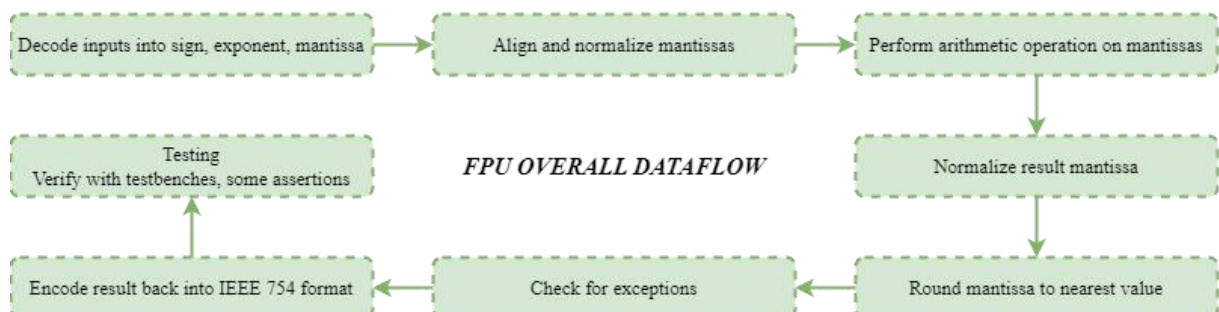 Decode inputs into sign, exponent, mantissa
Align and normalize mantissas
Perform arithmetic operation on mantissas
Testing
Verify with testbenches, some assertions
FPU OVERALL DATAFLOW
Normalize result mantissa
Encode result back into IEEE 754 format
Check for exceptions
Round mantissa to nearest value